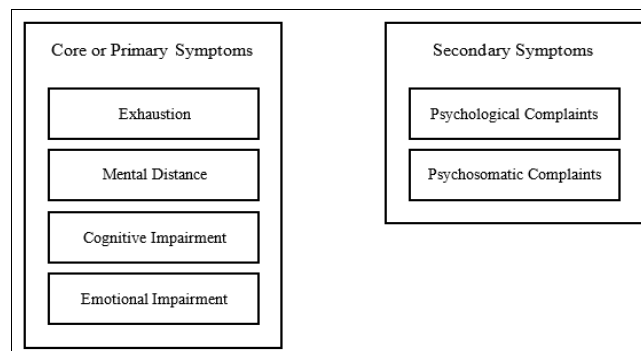 Core or Primary Symptoms
Exhaustion
Mental Distance
Cognitive Impairment
Emotional Impairment
Secondary Symptoms
Psychological Complaints
Psychosomatic Complaints